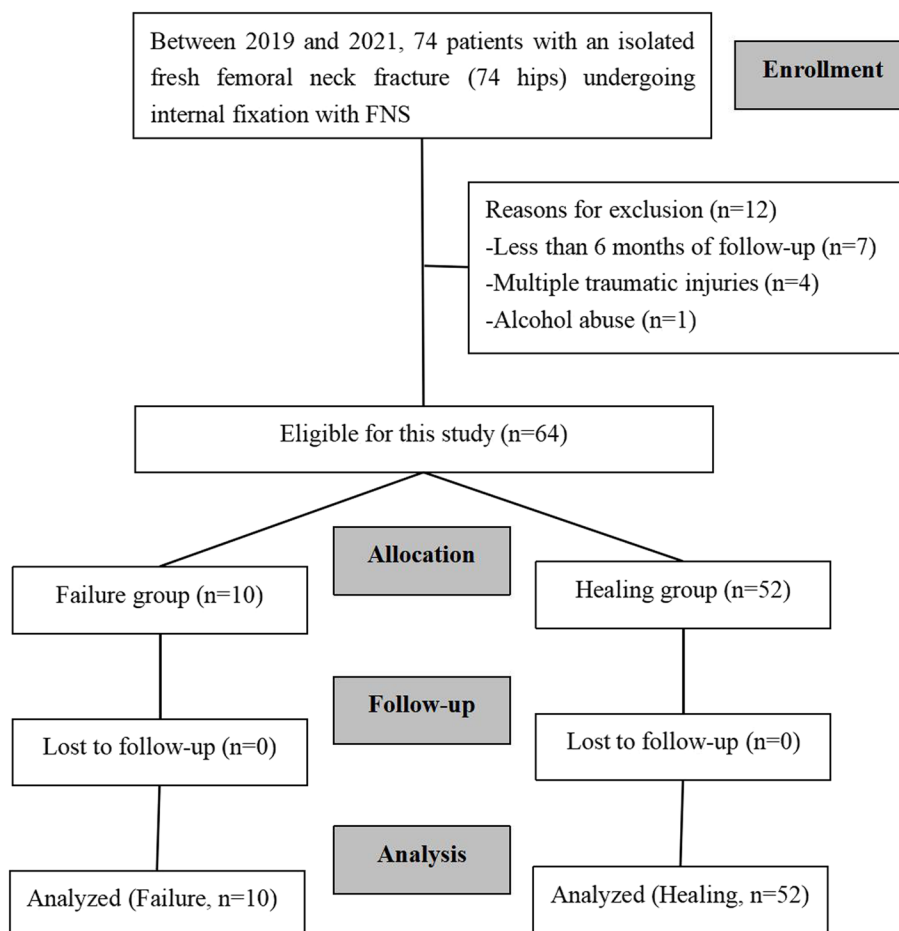 Between 2019 and 2021, 74 patients with an isolated
fresh femoral neck fracture (74 hips) undergoing
internal fixation with FNS
Enrollment
Reasons for exclusion (n=12)
-Less than 6 months of follow-up (n=7)
-Multiple traumatic injuries (n=4)
-Alcohol abuse (n=1)
Eligible for this study (n=64)
Allocation
Failure group (n=10)
Healing group (n=52)
Follow-up
Lost to follow-up (n=0)
Lost to follow-up (n=0)
Analysis
Analyzed (Failure, n=10)
Analyzed (Healing, n=52)